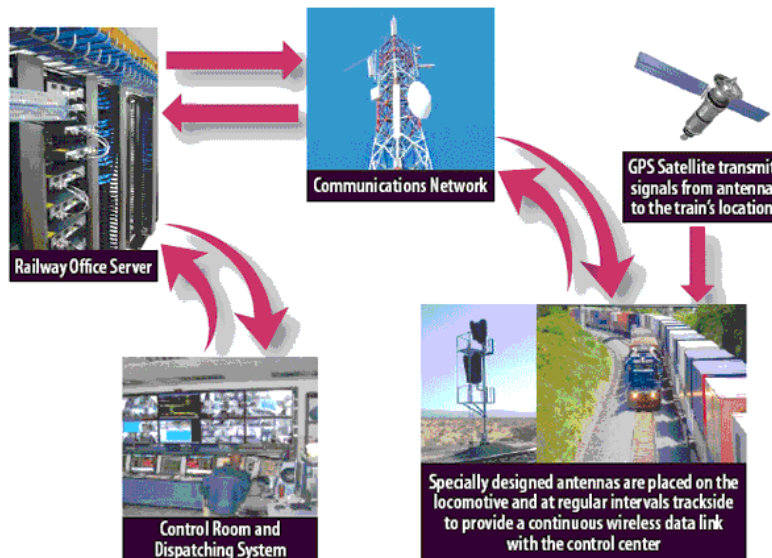 Communications Network
GPS Satellite transmit
signals from antenna
to the train's location
Railway Office Server
Control Room and
Dispatching System
Specially designed antennas are placed on the
locomotive and at regular intervals trackside
to provide a continuous wireless data link
with the control center